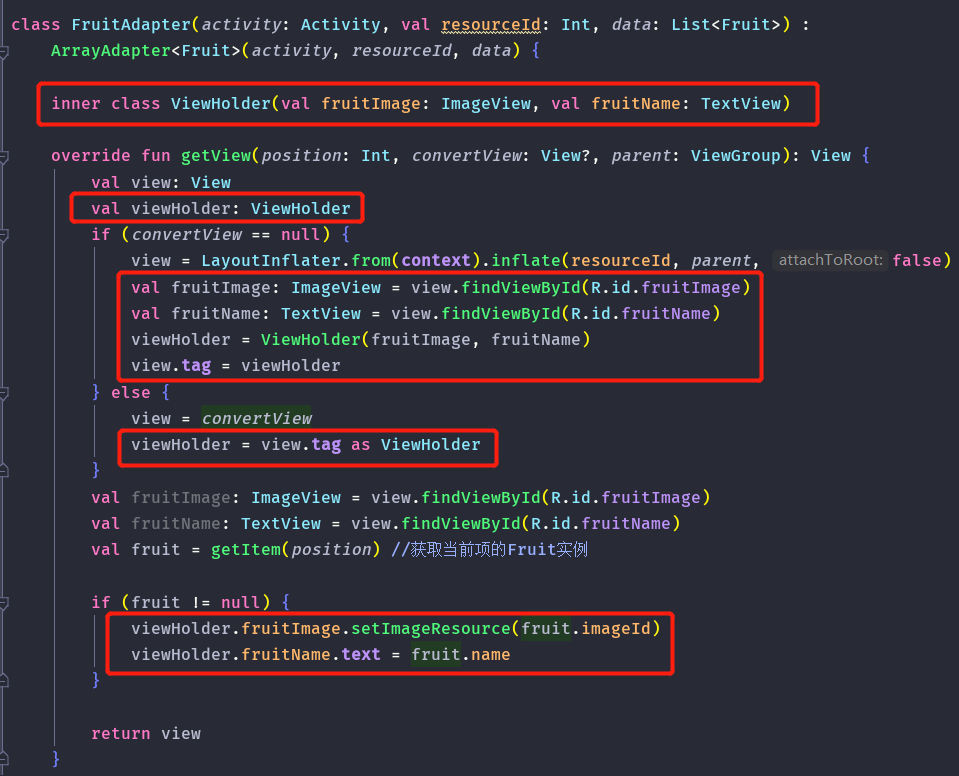 class FruitAdapter(activity: Activity, val resourceId: Int, data: List<Fruit>) :
    ArrayAdapter<Fruit>(activity, resourceId, data) {
    inner class ViewHolder(val fruitImage: ImageView, val fruitName: TextView)
    override fun getView(position: Int, convertView: View?, parent: ViewGroup): View {
        val view: View
        val viewHolder: ViewHolder
        if (convertView == null) {
            view = LayoutInflater.from(context).inflate(resourceId, parent, attachToRoot: false)
            val fruitImage: ImageView = view.findViewById(R.id.fruitImage)
            val fruitName: TextView = view.findViewById(R.id.fruitName)
            viewHolder = ViewHolder(fruitImage, fruitName)
            view.tag = viewHolder
        } else {
            view = convertView
            viewHolder = view.tag as ViewHolder
        }
        val fruitImage: ImageView = view.findViewById(R.id.fruitImage)
        val fruitName: TextView = view.findViewById(R.id.fruitName)
        val fruit = getItem(position) //获取当前项的Fruit实例
        if (fruit != null) {
            viewHolder.fruitImage.setImageResource(fruit.imageId)
            viewHolder.fruitName.text = fruit.name
        }
        return view
    }